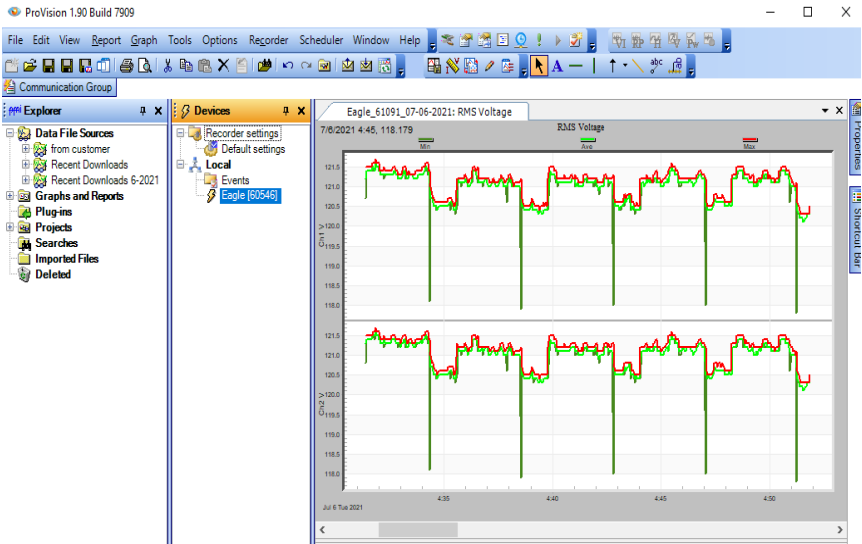 ProVision 1.90 Build 7909
File Edit View Report Graph Tools Options Recorder Scheduler Window Help
A abc
Communication Group
Explorer
Data File Sources
from customer
Recent Downloads
Recent Downloads 6-2021
Graphs and Reports
Plug-ins
Projects
Searches
Imported Files
Deleted
Devices
Recorder settings
Default settings
Local
Events
Eagle [60546]
Eagle_61091_07-06-2021: RMS Voltage
7/6/2021 4:45, 118.179
RMS Voltage
Min Ave Max
121.5
121.0
120.5
120.0
119.5
119.0
118.5
118.0
Ch1 V
121.5
121.0
120.5
120.0
119.5
119.0
118.5
118.0
Ch2 V
4:35 4:40 4:45 4:50
Jul 6 Tue 2021
Properties
Shortcut Bar